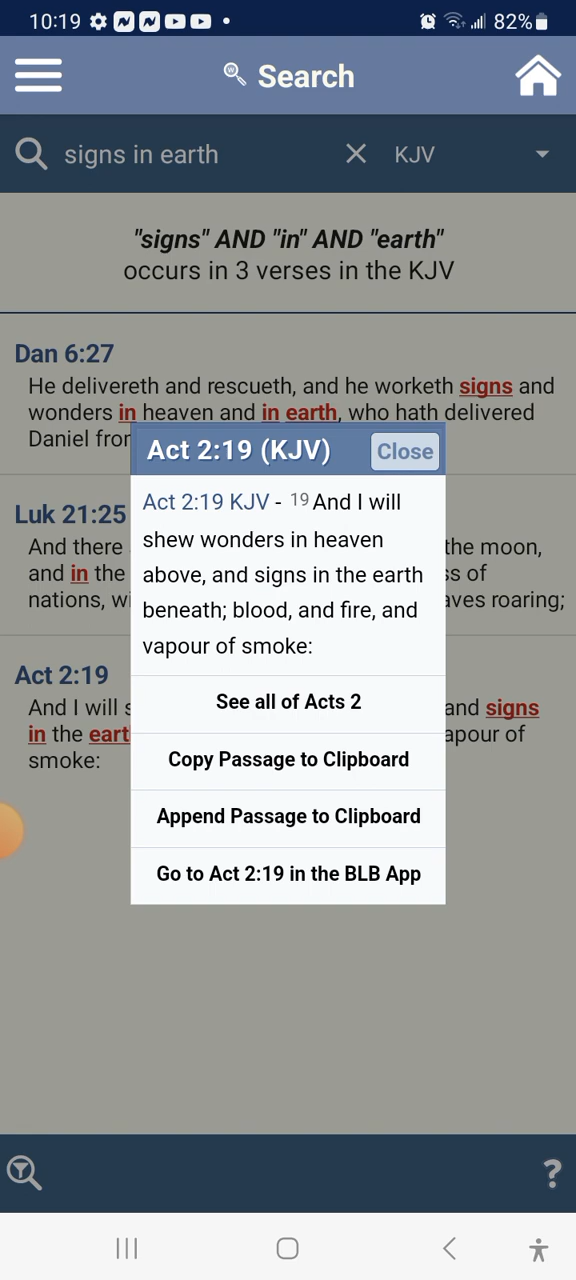 10:19
82%
Search
signs in earth
KJV
"signs" AND "in" AND "earth"
occurs in 3 verses in the KJV
Dan 6:27
He delivereth and rescueth, and he worketh signs and
wonders in heaven and in earth, who hath delivered
Daniel
Act 2:19 (KJV)
Close
Act 2:19 KJV - 19 And I will
shew wonders in heaven
above, and signs in the earth
beneath; blood, and fire, and
vapour of smoke:
See all of Acts 2
Copy Passage to Clipboard
Append Passage to Clipboard
Go to Act 2:19 in the BLB App
Luk 21:25
And there the moon,
and in the of
nations, roaring;
Act 2:19
And I will and signs
in the of
smoke:
?